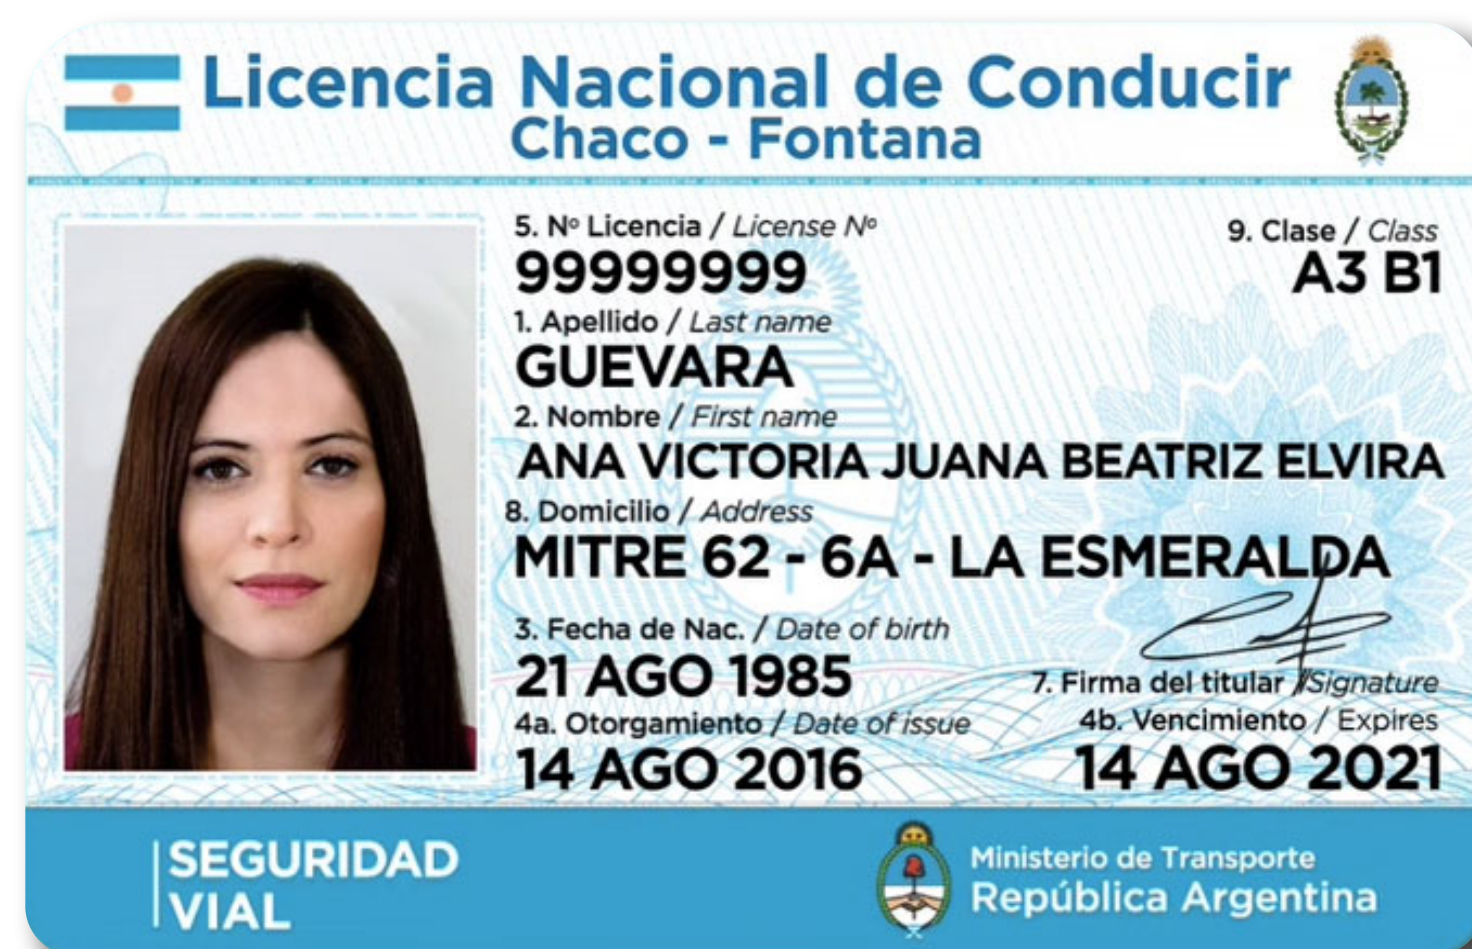 Licencia Nacional de Conducir
Chaco - Fontana
5. Nº Licencia / License Nº
99999999
9. Clase / Class
A3 B1
1. Apellido / Last name
GUEVARA
2. Nombre / First name
ANA VICTORIA JUANA BEATRIZ ELVIRA
8. Domicilio / Address
MITRE 62 - 6A - LA ESMERALDA
3. Fecha de Nac. / Date of birth
21 AGO 1985
7. Firma del titular / Signature
4a. Otorgamiento / Date of issue
14 AGO 2016
4b. Vencimiento / Expires
14 AGO 2021
SEGURIDAD
VIAL
Ministerio de Transporte
República Argentina